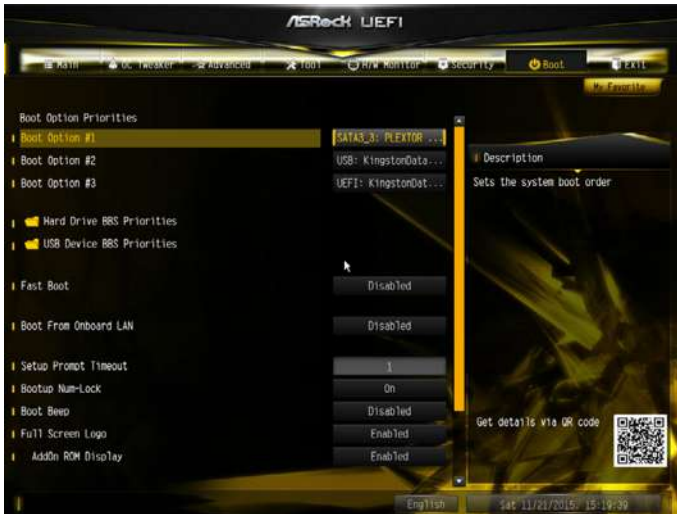 ASRock UEFI
Main OC Tweaker Advanced Tool H/W Monitor Security Boot Exit
My Favorite
Boot Option Priorities
Boot Option #1 SATA3_3: PLEXTOR ...
Boot Option #2 USB: KingstonData...
Boot Option #3 UEFI: KingstonDat...
Hard Drive BBS Priorities
USB Device BBS Priorities
Fast Boot Disabled
Boot From Onboard LAN Disabled
Setup Prompt Timeout 1
Bootup Num-Lock On
Boot Beep Disabled
Full Screen Logo Enabled
AddOn ROM Display Enabled
Description
Sets the system boot order
Get details via QR code
English Sat 11/21/2015, 15:19:39